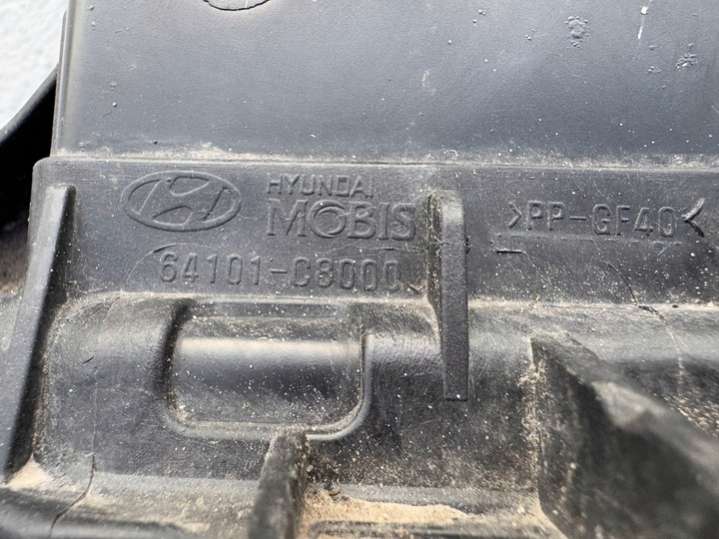 HYUNDAI
MOBIS
64101-C8000
>PP-GF40<